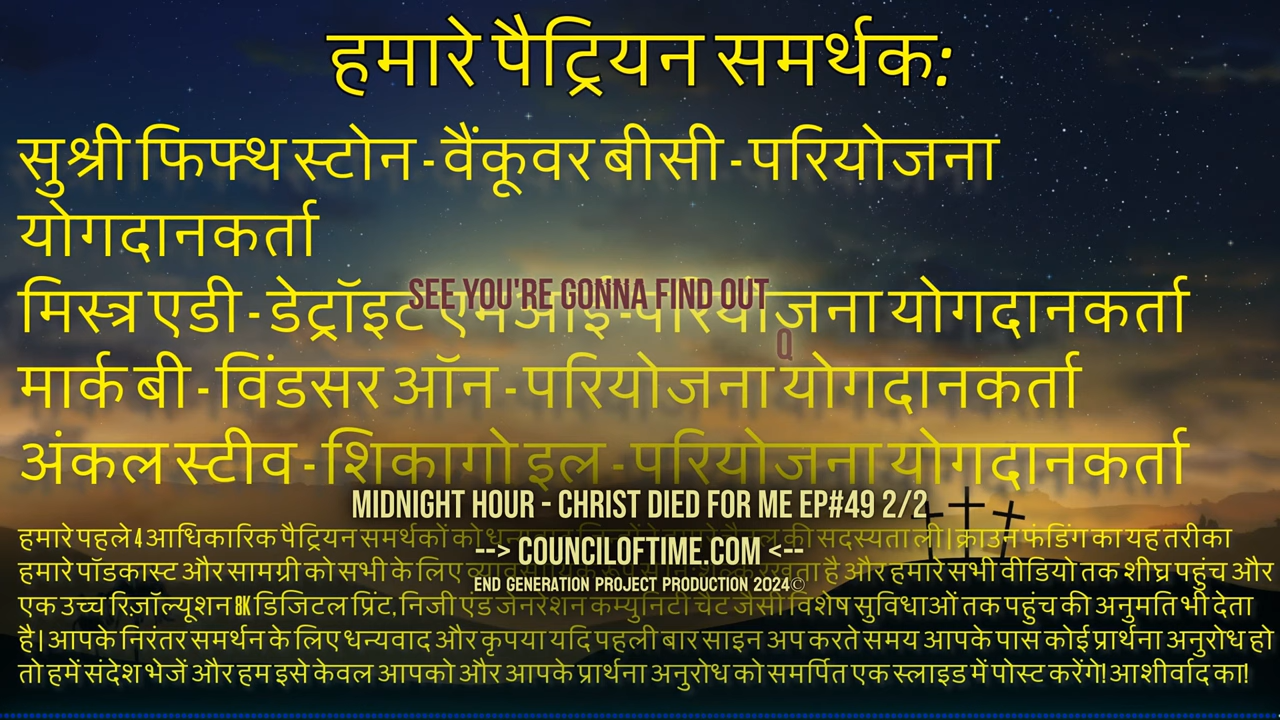 हमारे पैट्रियन समर्थक:
सुश्री फिफ्थ स्टोन - वैंकूवर बीसी - परियोजना
योगदानकर्ता
मिस्त्र एडी - डेट्रॉइट एमआई-परियोजना योगदानकर्ता
SEE YOU'RE GONNA FIND OUT
Q
मार्क बी - विंडसर ऑन - परियोजना योगदानकर्ता
अंकल स्टीव - शिकागो इल - परियोजना योगदानकर्ता
MIDNIGHT HOUR - CHRIST DIED FOR ME EP#49 2/2
हमारे पहले 4 आधिकारिक पैट्रियन समर्थकों को की सदस्यता ली। क्राउन फंडिंग का यह तरीका
--> COUNCILOFTIME.COM <--
हमारे पॉडकास्ट और सामग्री को सभी के लिए रखता है और हमारे सभी वीडियो तक शीघ्र पहुंच और
END GENERATION PROJECT PRODUCTION 2024©
एक उच्च रिज़ॉल्यूशन 8K डिजिटल प्रिंट, निजी एंड जेनरेशन कम्युनिटी चैट जैसी विशेष सुविधाओं तक पहुंच की अनुमति भी देता
है। आपके निरंतर समर्थन के लिए धन्यवाद और कृपया यदि पहली बार साइन अप करते समय आपके पास कोई प्रार्थना अनुरोध हो
तो हमें संदेश भेजें और हम इसे केवल आपको और आपके प्रार्थना अनुरोध को समर्पित एक स्लाइड में पोस्ट करेंगे! आशीर्वाद का!